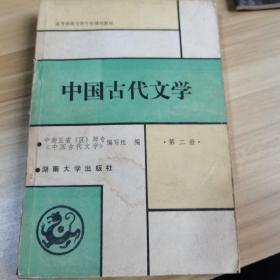 高等师范专科学校通用教材
中国古代文学
中南五省（区）师专
《中国古代文学》
编写组 编
·第二册·
湖南大学出版社